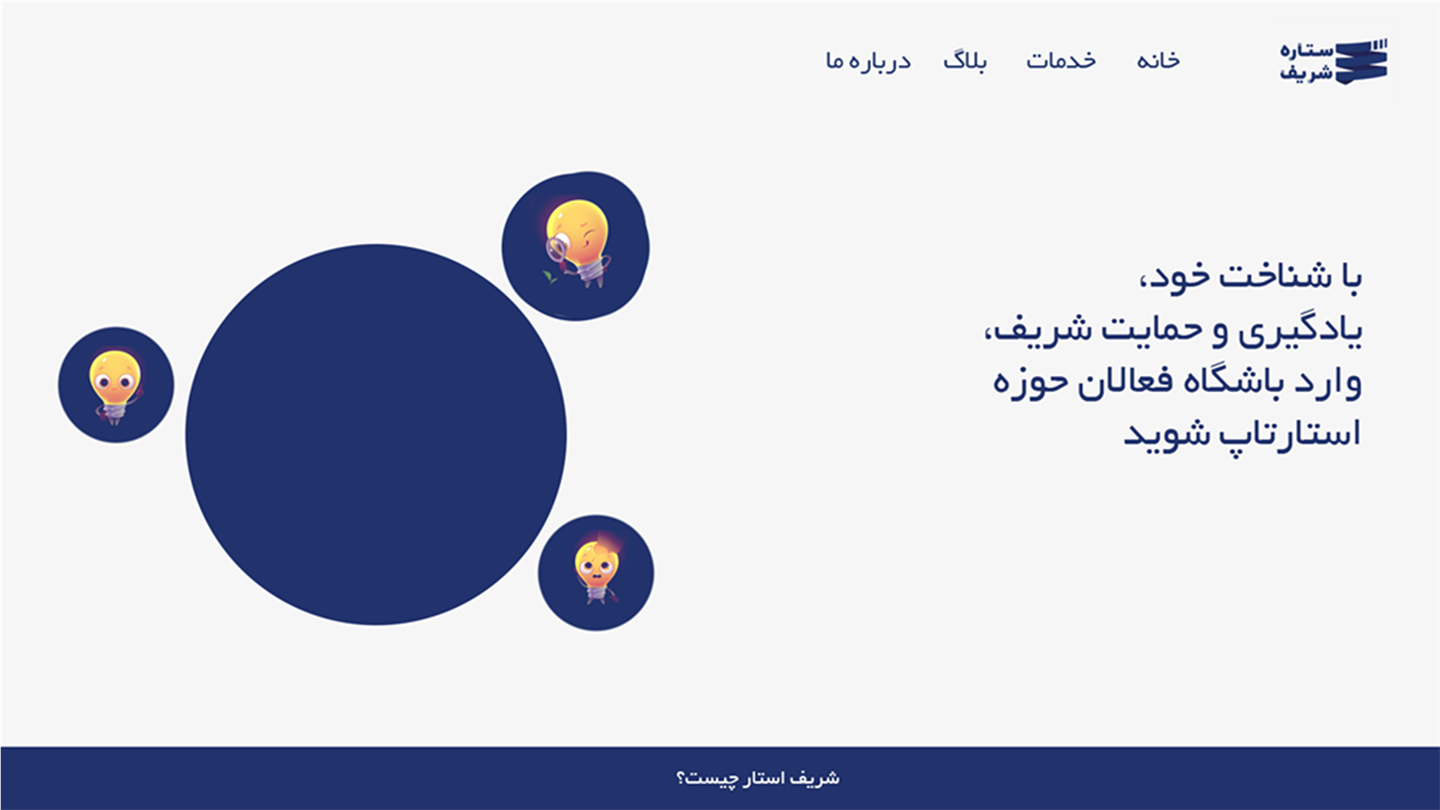 ستاره
شریف
خانه
خدمات
بلاگ
درباره ما
با شناخت خود،
یادگیری و حمایت شریف،
وارد باشگاه فعالان حوزه
استارتاپ شوید
شریف استار چیست؟